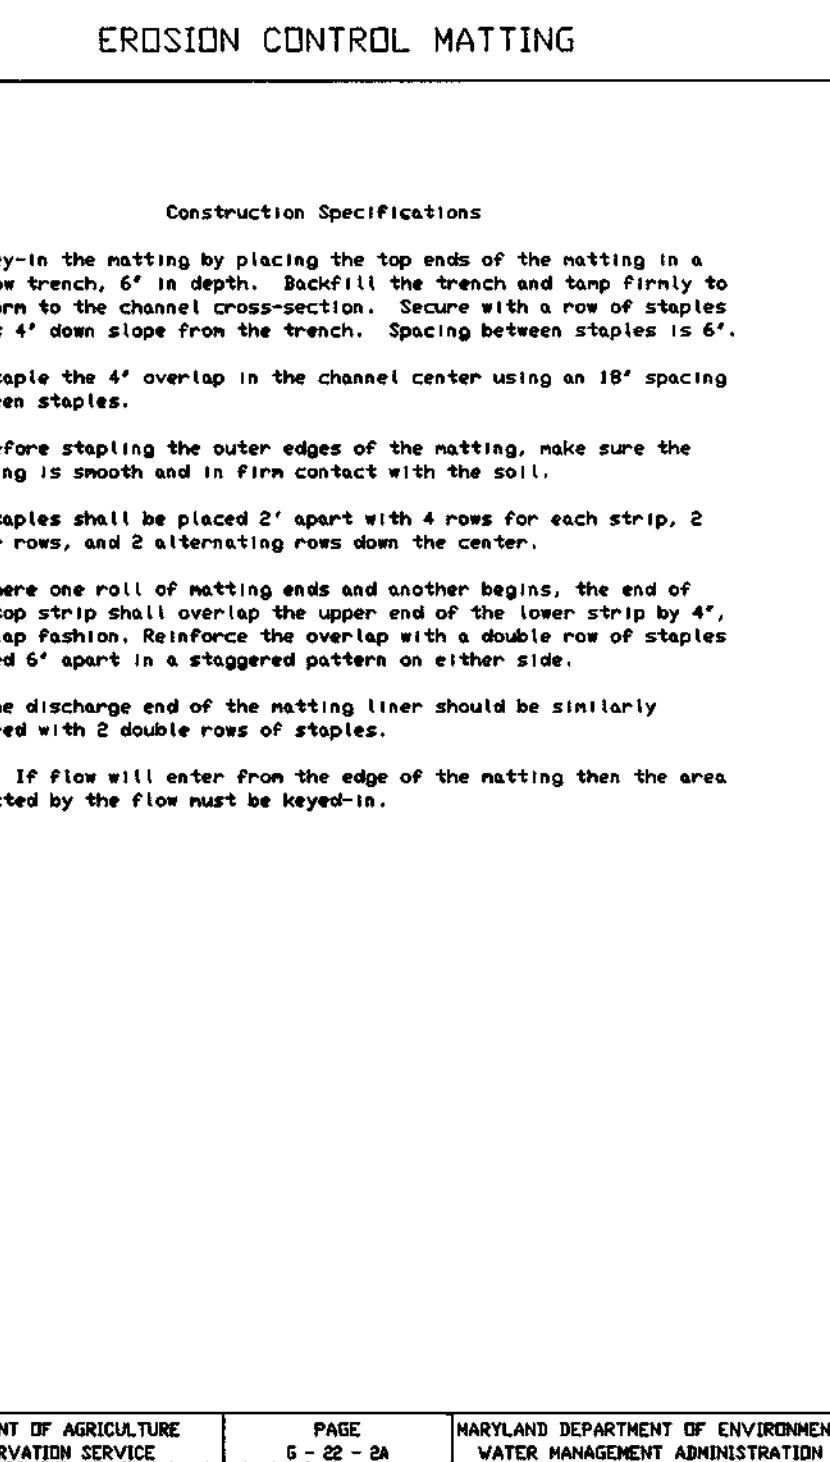 EROSION CONTROL MATTING
Construction Specifications
y-in the matting by placing the top ends of the matting in a
w trench, 6" in depth. Backfill the trench and tamp firmly to
rm to the channel cross-section. Secure with a row of staples
4" down slope from the trench. Spacing between staples is 6".
aple the 4" overlap in the channel center using an 18" spacing
en staples.
fore stapling the outer edges of the matting, make sure the
ng is smooth and in firm contact with the soil.
aples shall be placed 2' apart with 4 rows for each strip, 2
rows, and 2 alternating rows down the center.
ere one roll of matting ends and another begins, the end of
op strip shall overlap the upper end of the lower strip by 4",
ap fashion. Reinforce the overlap with a double row of staples
d 6" apart in a staggered pattern on either side.
e discharge end of the matting liner should be similarly
red with 2 double rows of staples.
If flow will enter from the edge of the matting then the area
cted by the flow must be keyed-in.
NT OF AGRICULTURE
RVATION SERVICE
PAGE
G - 22 - 2A
MARYLAND DEPARTMENT OF ENVIRONMEN
WATER MANAGEMENT ADMINISTRATION